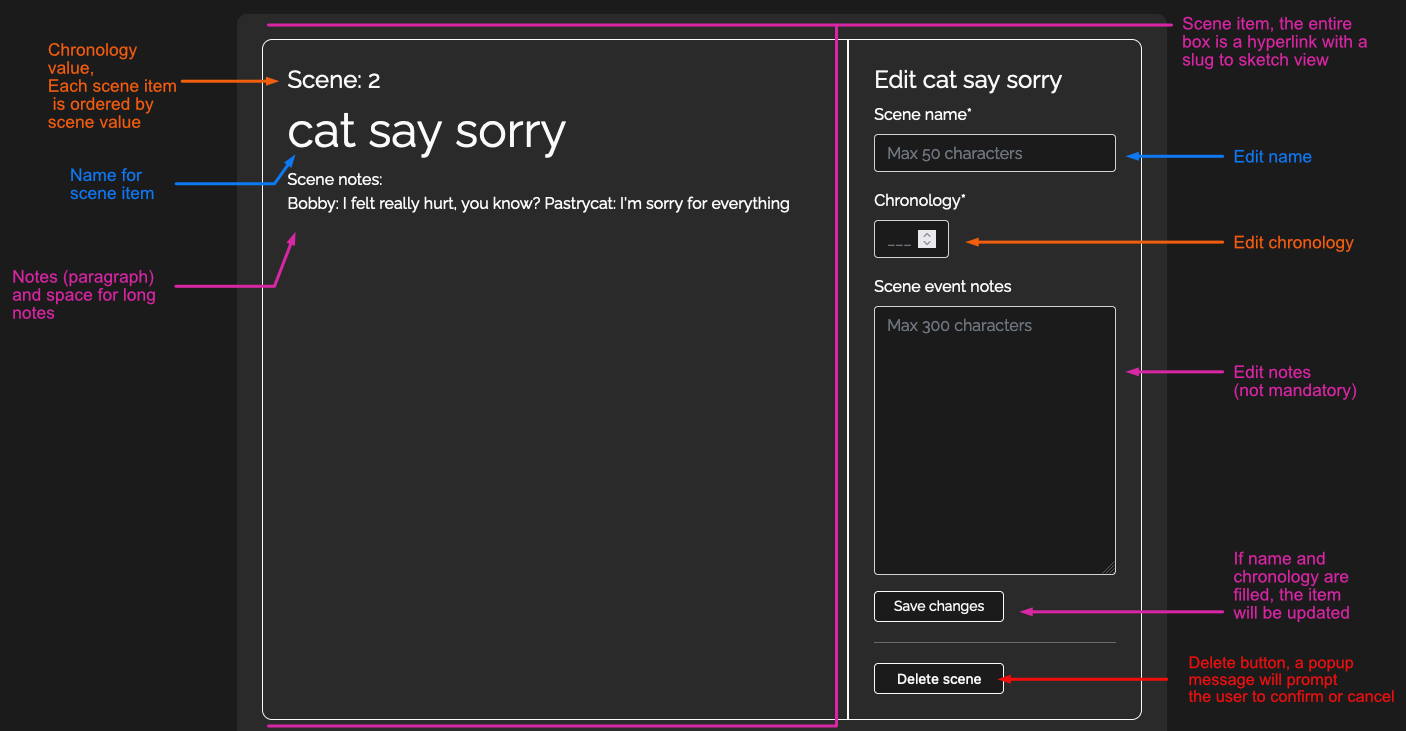 Scene item, the entire
box is a hyperlink with a
slug to sketch view
Chronology
value,
Each scene item
is ordered by
scene value
Scene: 2
cat say sorry
Name for
scene item
Scene notes:
Bobby: I felt really hurt, you know? Pastrycat: I'm sorry for everything
Notes (paragraph)
and space for long
notes
Edit cat say sorry
Scene name*
Max 50 characters
Edit name
Chronology*
___
Edit chronology
Scene event notes
Max 300 characters
Edit notes
(not mandatory)
Save changes
If name and
chronology are
filled, the item
will be updated
Delete scene
Delete button, a popup
message will prompt
the user to confirm or cancel